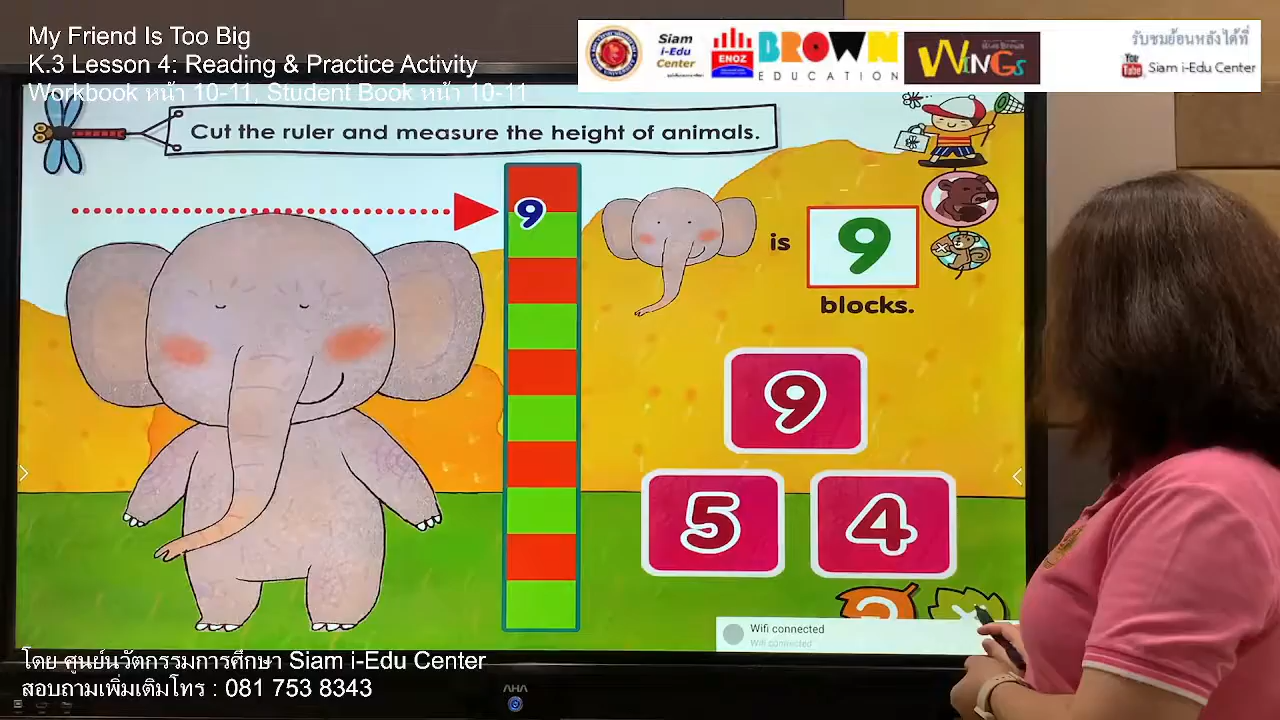 My Friend Is Too Big
K.3 Lesson 4: Reading & Practice Activity
Workbook หน้า 10-11, Student Book หน้า 10-11
Siam
i-Edu
Center
ENOZ
BROWN
EDUCATION
WiNGs
รับชมย้อนหลังได้ที่
You Tube Siam i-Edu Center
Cut the ruler and measure the height of animals.
9
is 9
blocks.
9
5 4
Wifi connected
Wifi connected
โดย ศูนย์นวัตกรรมการศึกษา Siam i-Edu Center
สอบถามเพิ่มเติมโทร : 081 753 8343
AHA